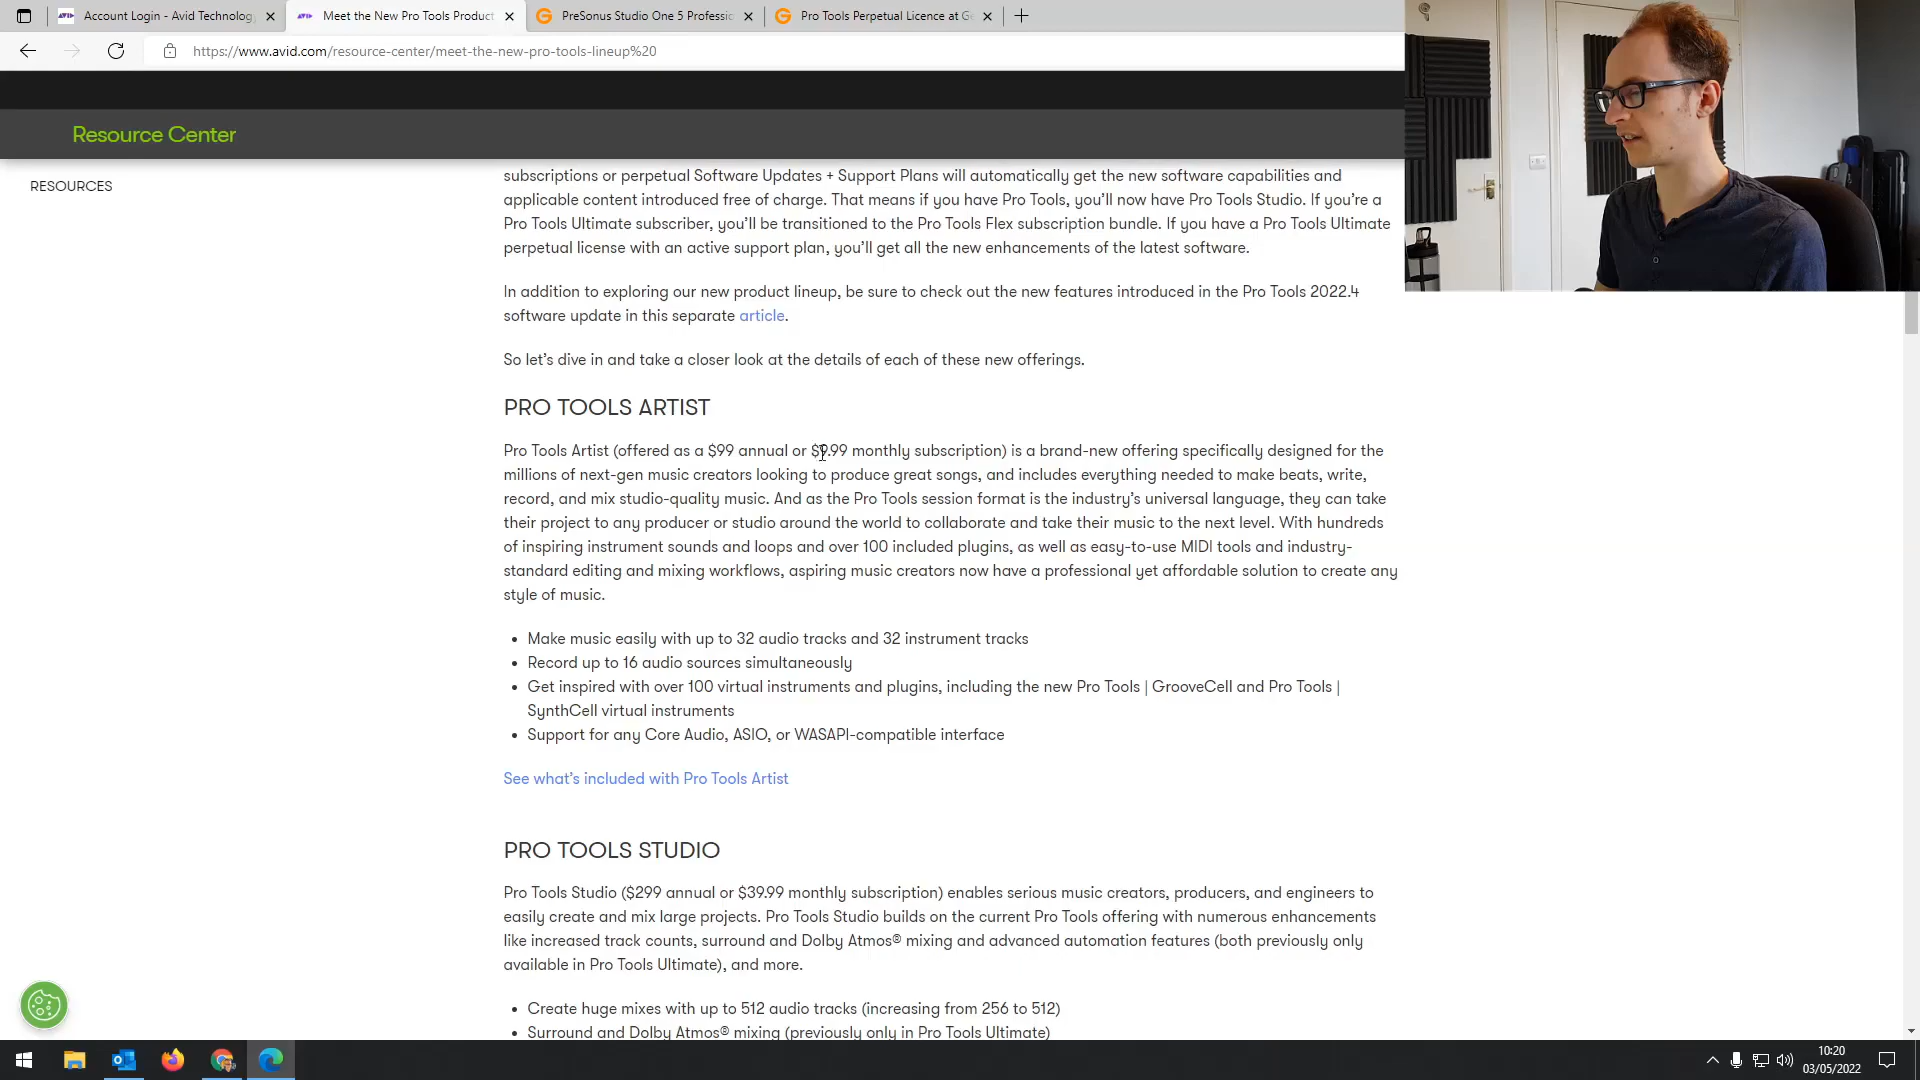 Account Login - Avid Technology
Meet the New Pro Tools Product
PreSonus Studio One 5 Professio
Pro Tools Perpetual Licence at Ge
https://www.avid.com/resource-center/meet-the-new-pro-tools-lineup%20
Resource Center
RESOURCES
subscriptions or perpetual Software Updates + Support Plans will automatically get the new software capabilities and
applicable content introduced free of charge. That means if you have Pro Tools, you’ll now have Pro Tools Studio. If you’re a
Pro Tools Ultimate subscriber, you’ll be transitioned to the Pro Tools Flex subscription bundle. If you have a Pro Tools Ultimate
perpetual license with an active support plan, you’ll get all the new enhancements of the latest software.
In addition to exploring our new product lineup, be sure to check out the new features introduced in the Pro Tools 2022.4
software update in this separate article.
So let’s dive in and take a closer look at the details of each of these new offerings.
PRO TOOLS ARTIST
Pro Tools Artist (offered as a $99 annual or $9.99 monthly subscription) is a brand-new offering specifically designed for the
millions of next-gen music creators looking to produce great songs, and includes everything needed to make beats, write,
record, and mix studio-quality music. And as the Pro Tools session format is the industry’s universal language, they can take
their project to any producer or studio around the world to collaborate and take their music to the next level. With hundreds
of inspiring instrument sounds and loops and over 100 included plugins, as well as easy-to-use MIDI tools and industry-
standard editing and mixing workflows, aspiring music creators now have a professional yet affordable solution to create any
style of music.
• Make music easily with up to 32 audio tracks and 32 instrument tracks
• Record up to 16 audio sources simultaneously
• Get inspired with over 100 virtual instruments and plugins, including the new Pro Tools | GrooveCell and Pro Tools |
SynthCell virtual instruments
• Support for any Core Audio, ASIO, or WASAPI-compatible interface
See what’s included with Pro Tools Artist
PRO TOOLS STUDIO
Pro Tools Studio ($299 annual or $39.99 monthly subscription) enables serious music creators, producers, and engineers to
easily create and mix large projects. Pro Tools Studio builds on the current Pro Tools offering with numerous enhancements
like increased track counts, surround and Dolby Atmos® mixing and advanced automation features (both previously only
available in Pro Tools Ultimate), and more.
• Create huge mixes with up to 512 audio tracks (increasing from 256 to 512)
• Surround and Dolby Atmos® mixing (previously only in Pro Tools Ultimate)
10:20
03/05/2022